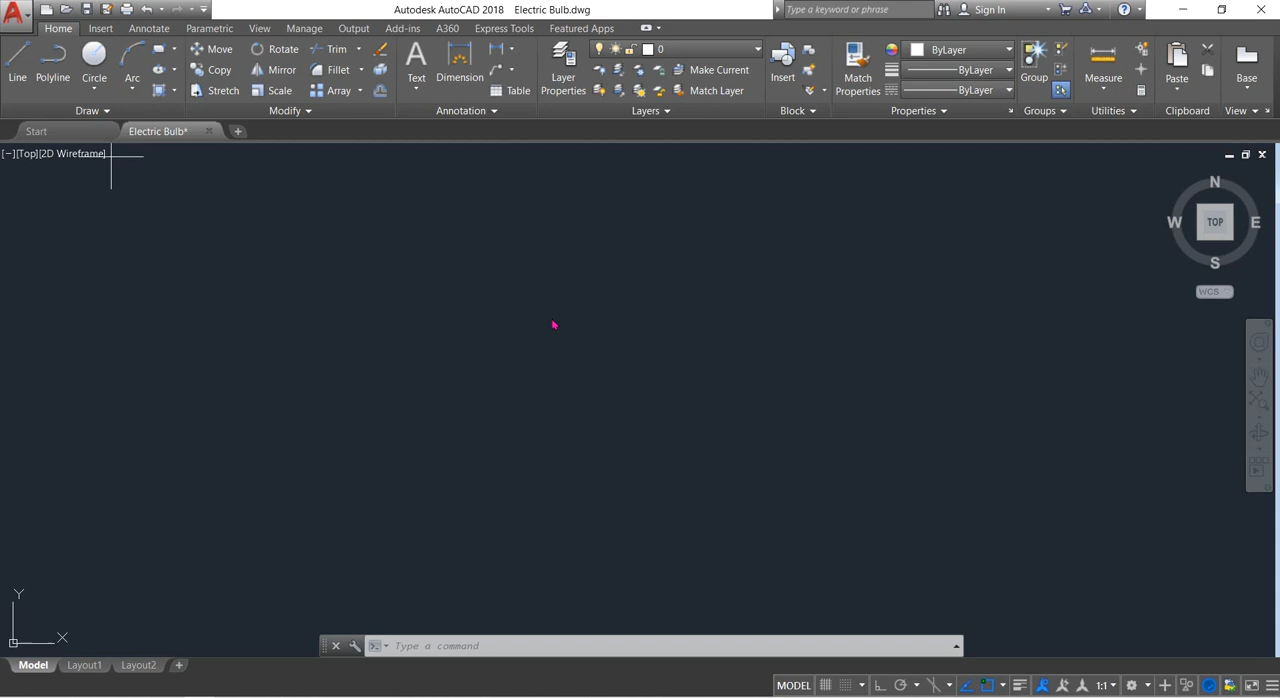 Autodesk AutoCAD 2018 Electric Bulb.dwg
Type a keyword or phrase
Sign In
Home Insert Annotate Parametric View Manage Output Add-ins A360 Express Tools Featured Apps
Line Polyline Circle Arc
Move Rotate Trim
Copy Mirror Fillet
Stretch Scale Array
Text Dimension Table
Layer Properties
0
Make Current
Match Layer
Insert
Match Properties
ByLayer
ByLayer
ByLayer
Group
Measure
Paste
Base
Draw Modify Annotation Layers Block Properties Groups Utilities Clipboard View
Start Electric Bulb*
[−][Top][2D Wireframe]
N
W TOP E
S
WCS
Y
X
Type a command
Model Layout1 Layout2
MODEL 1:1